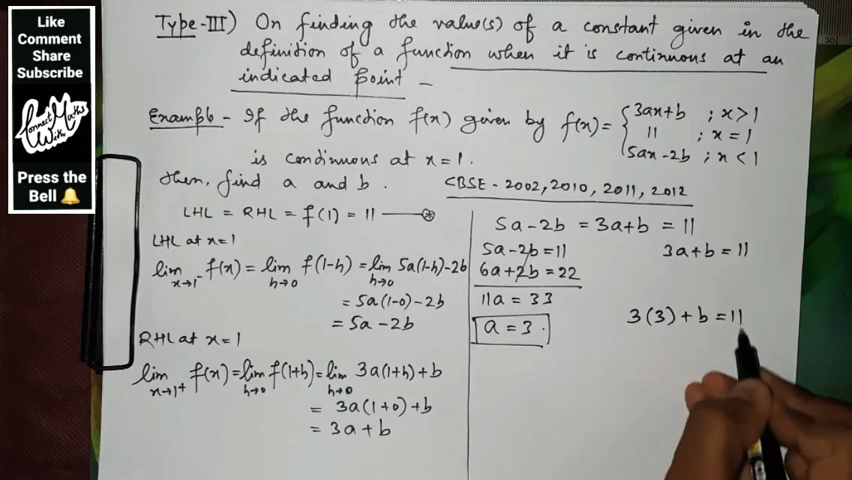 Like
Comment
Share
Subscribe
Connect With Maths
Press the
Bell 🔔
Type-III) On finding the value(s) of a constant given in the
definition of a function when it is continuous at an
indicated point —
Example - If the function f(x) given by f(x) = { 3ax+b ; x>1
11 ; x=1
5ax-2b ; x<1
is continuous at x=1.
then, find a and b. CBSE - 2002, 2010, 2011, 2012
LHL = RHL = f(1) = 11 —⊛
LHL at x=1
lim x→1⁻ f(x) = lim h→0 f(1-h) = lim h→0 5a(1-h)-2b
= 5a(1-0)-2b
= 5a-2b
RHL at x=1
lim x→1⁺ f(x) = lim h→0 f(1+h) = lim h→0 3a(1+h)+b
= 3a(1+0)+b
= 3a+b
5a-2b = 3a+b = 11
5a-2b = 11 3a+b = 11
6a+2b = 22
11a = 33
a = 3.
3(3)+b = 11